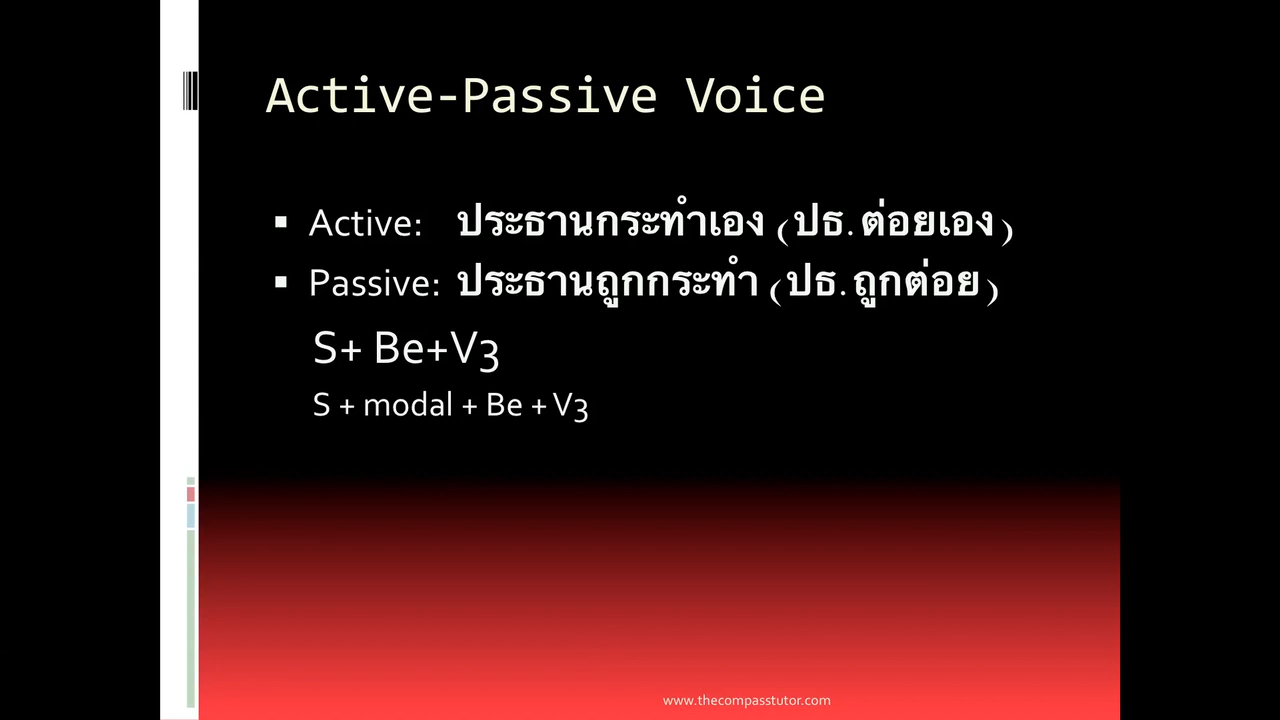 Active-Passive Voice
▪ Active: ประธานกระทำเอง (ปธ.ต่อยเอง)
▪ Passive: ประธานถูกกระทำ (ปธ.ถูกต่อย)
S+ Be+V3
S + modal + Be + V3
www.thecompasstutor.com